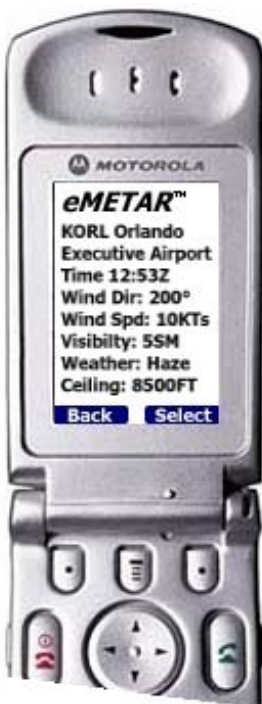 MOTOROLA
eMETAR™
KORL Orlando
Executive Airport
Time 12:53Z
Wind Dir: 200°
Wind Spd: 10KTs
Visibilty: 5SM
Weather: Haze
Ceiling: 8500FT
Back Select